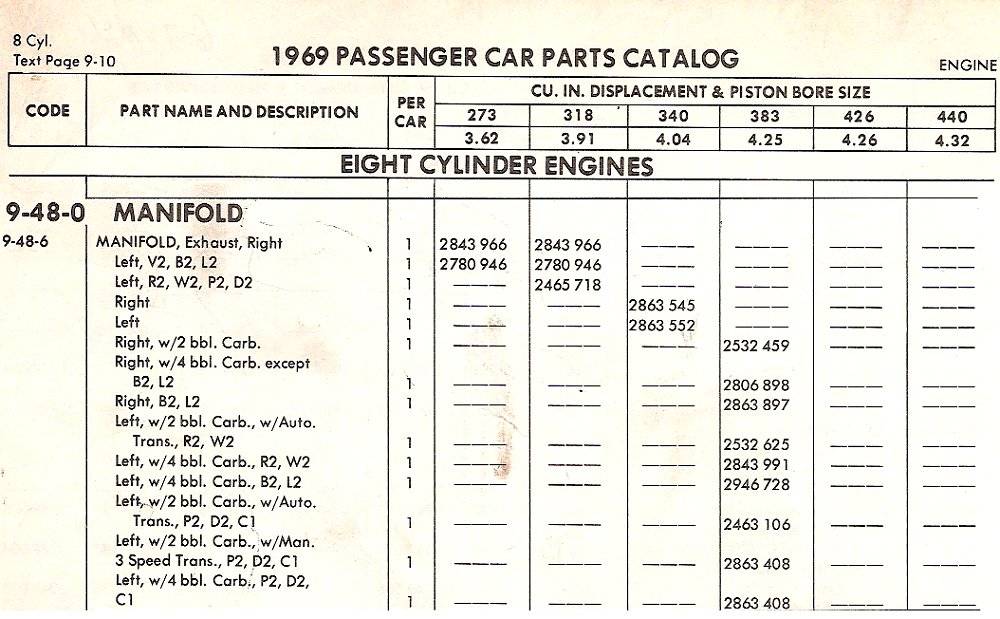 8 Cyl.
Text Page 9-10
1969 PASSENGER CAR PARTS CATALOG
ENGINE
CODE PART NAME AND DESCRIPTION PER CAR CU. IN. DISPLACEMENT & PISTON BORE SIZE
273 318 340 383 426 440
3.62 3.91 4.04 4.25 4.26 4.32
EIGHT CYLINDER ENGINES
9-48-0 MANIFOLD
9-48-6 MANIFOLD, Exhaust, Right 1 2843 966 2843 966 ——— ——— ——— ———
Left, V2, B2, L2 1 2780 946 2780 946 ——— ——— ——— ———
Left, R2, W2, P2, D2 1 ——— 2465 718 ——— ——— ——— ———
Right 1 ——— ——— 2863 545 ——— ——— ———
Left 1 ——— ——— 2863 552 ——— ——— ———
Right, w/2 bbl. Carb. 1 ——— ——— ——— 2532 459 ——— ———
Right, w/4 bbl. Carb. except
B2, L2 1 ——— ——— ——— 2806 898 ——— ———
Right, B2, L2 1 ——— ——— ——— 2863 897 ——— ———
Left, w/2 bbl. Carb., w/Auto.
Trans., R2, W2 1 ——— ——— ——— 2532 625 ——— ———
Left, w/4 bbl. Carb., R2, W2 1 ——— ——— ——— 2843 991 ——— ———
Left, w/4 bbl. Carb., B2, L2 1 ——— ——— ——— 2946 728 ——— ———
Left, w/2 bbl. Carb., w/Auto.
Trans., P2, D2, C1 1 ——— ——— ——— 2463 106 ——— ———
Left, w/2 bbl. Carb., w/Man.
3 Speed Trans., P2, D2, C1 1 ——— ——— ——— 2863 408 ——— ———
Left, w/4 bbl. Carb., P2, D2,
C1 1 ——— ——— ——— 2863 408 ——— ———